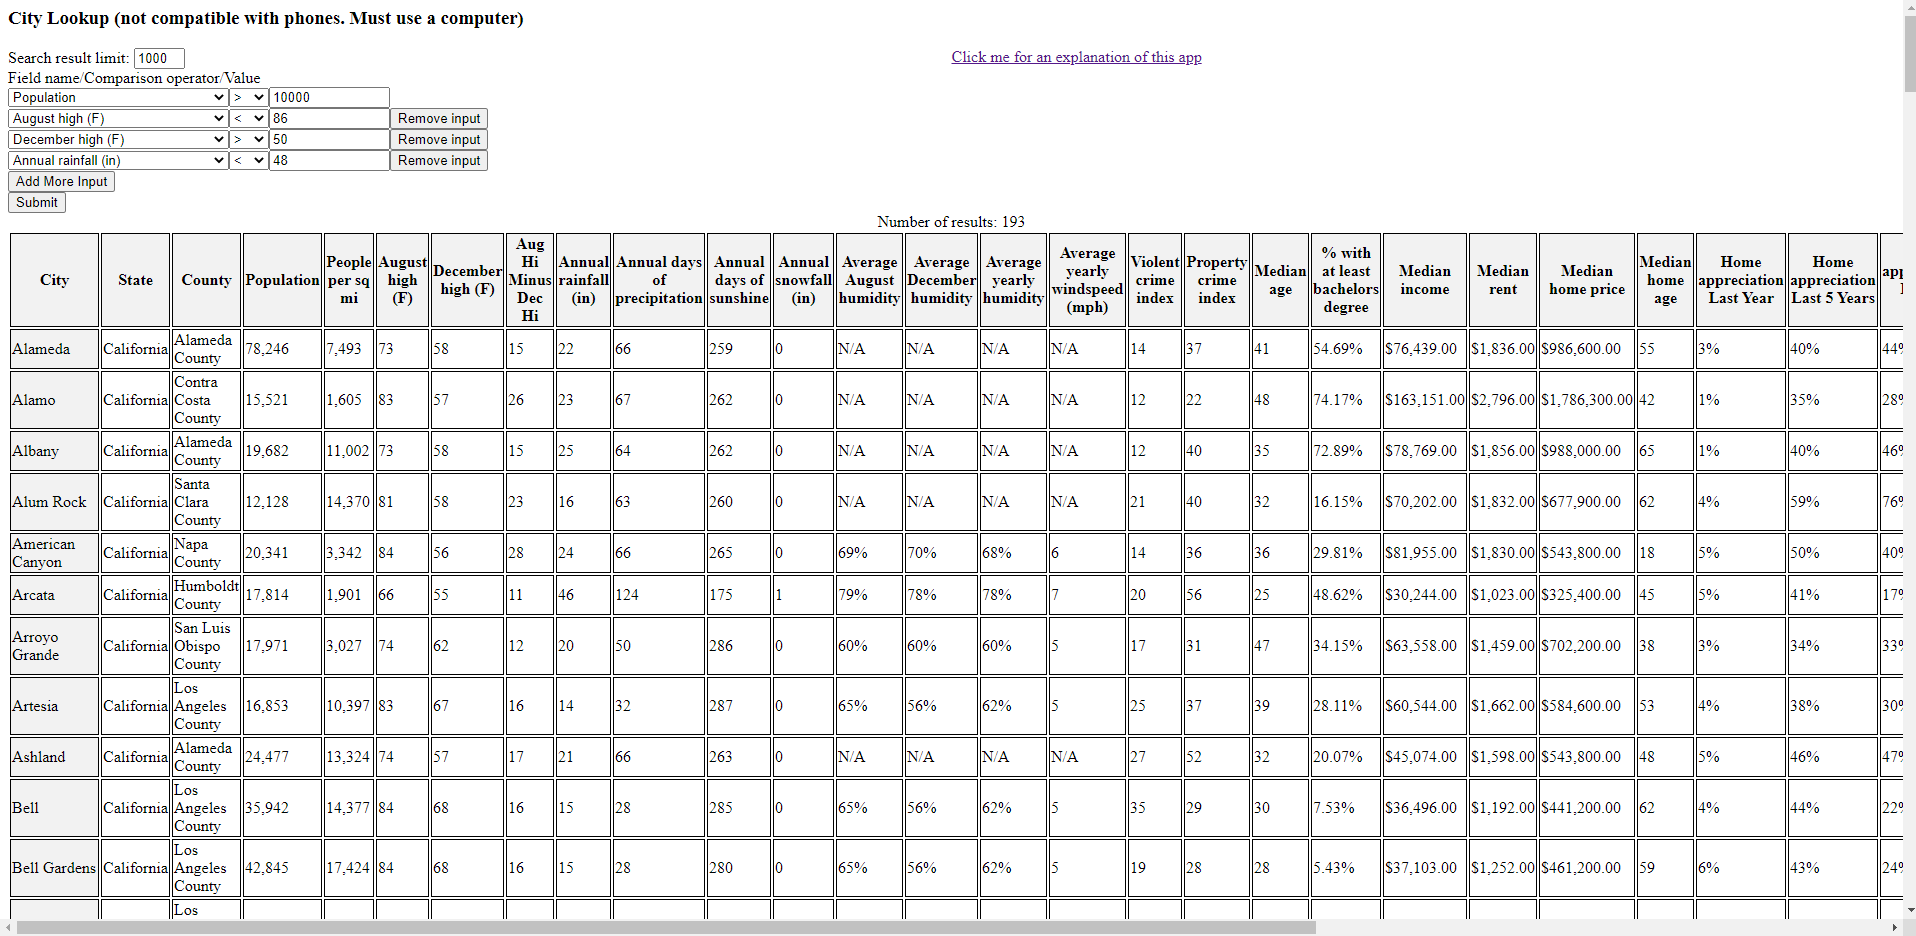 City Lookup (not compatible with phones. Must use a computer)
Search result limit: 1000
Click me for an explanation of this app
Field name/Comparison operator/Value
Population > 10000
August high (F) < 86 Remove input
December high (F) > 50 Remove input
Annual rainfall (in) < 48 Remove input
Add More Input
Submit
Number of results: 193
City State County Population People per sq mi August high (F) December high (F) Aug Hi Minus Dec Hi Annual rainfall (in) Annual days of precipitation Annual days of sunshine Annual snowfall (in) Average August humidity Average December humidity Average yearly humidity Average yearly windspeed (mph) Violent crime index Property crime index Median age % with at least bachelors degree Median income Median rent Median home price Median home age Home appreciation Last Year Home appreciation Last 5 Years
Alameda California Alameda County 78,246 7,493 73 58 15 22 66 259 0 N/A N/A N/A N/A 14 37 41 54.69% $76,439.00 $1,836.00 $986,600.00 55 3% 40% 44%
Alamo California Contra Costa County 15,521 1,605 83 57 26 23 67 262 0 N/A N/A N/A N/A 12 22 48 74.17% $163,151.00 $2,796.00 $1,786,300.00 42 1% 35% 28%
Albany California Alameda County 19,682 11,002 73 58 15 25 64 262 0 N/A N/A N/A N/A 12 40 35 72.89% $78,769.00 $1,856.00 $988,000.00 65 1% 40% 46%
Alum Rock California Santa Clara County 12,128 14,370 81 58 23 16 63 260 0 N/A N/A N/A N/A 21 40 32 16.15% $70,202.00 $1,832.00 $677,900.00 62 4% 59% 76%
American Canyon California Napa County 20,341 3,342 84 56 28 24 66 265 0 69% 70% 68% 6 14 36 36 29.81% $81,955.00 $1,830.00 $543,800.00 18 5% 50% 40%
Arcata California Humboldt County 17,814 1,901 66 55 11 46 124 175 1 79% 78% 78% 7 20 56 25 48.62% $30,244.00 $1,023.00 $325,400.00 45 5% 41% 17%
Arroyo Grande California San Luis Obispo County 17,971 3,027 74 62 12 20 50 286 0 60% 60% 60% 5 17 31 47 34.15% $63,558.00 $1,459.00 $702,200.00 38 3% 34% 33%
Artesia California Los Angeles County 16,853 10,397 83 67 16 14 32 287 0 65% 56% 62% 5 25 37 39 28.11% $60,544.00 $1,662.00 $584,600.00 53 4% 38% 30%
Ashland California Alameda County 24,477 13,324 74 57 17 21 66 263 0 N/A N/A N/A N/A 27 52 32 20.07% $45,074.00 $1,598.00 $543,800.00 48 5% 46% 47%
Bell California Los Angeles County 35,942 14,377 84 68 16 15 28 285 0 65% 56% 62% 5 35 29 30 7.53% $36,496.00 $1,192.00 $441,200.00 62 4% 44% 22%
Bell Gardens California Los Angeles County 42,845 17,424 84 68 16 15 28 280 0 65% 56% 62% 5 19 28 28 5.43% $37,103.00 $1,252.00 $461,200.00 59 6% 43% 24%
Los